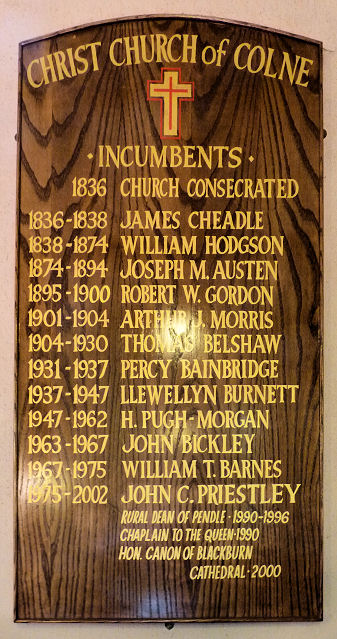 CHRIST CHURCH of COLNE
· INCUMBENTS ·
1836 CHURCH CONSECRATED
1836-1838 JAMES CHEADLE
1838-1874 WILLIAM HODGSON
1874-1894 JOSEPH M. AUSTEN
1895-1900 ROBERT W. GORDON
1901-1904 ARTHUR J. MORRIS
1904-1930 THOMAS BELSHAW
1931-1937 PERCY BAINBRIDGE
1937-1947 LLEWELLYN BURNETT
1947-1962 H. PUGH-MORGAN
1963-1967 JOHN BICKLEY
1967-1975 WILLIAM T. BARNES
1975-2002 JOHN C. PRIESTLEY
RURAL DEAN OF PENDLE · 1990-1996
CHAPLAIN TO THE QUEEN · 1990
HON. CANON OF BLACKBURN
CATHEDRAL · 2000